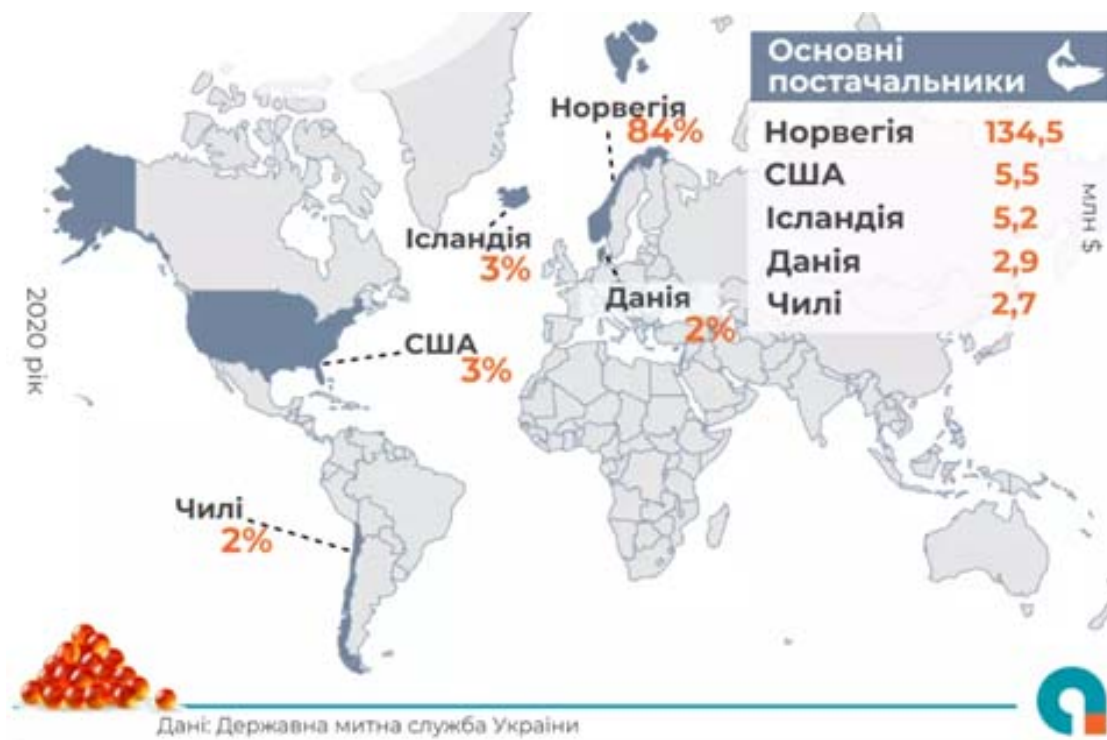 Основні
постачальники
Норвегія 134,5
США 5,5
Ісландія 5,2
Данія 2,9
Чилі 2,7
млн $
Норвегія
84%
Ісландія
3%
Данія
2%
США
3%
Чилі
2%
2020 рік
Дані: Державна митна служба України